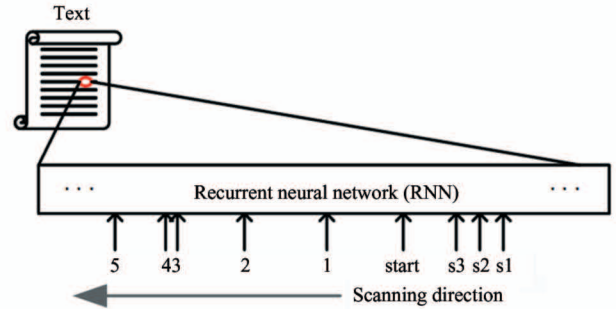 Text
... Recurrent neural network (RNN) ...
5 43 2 1 start s3 s2 s1
Scanning direction